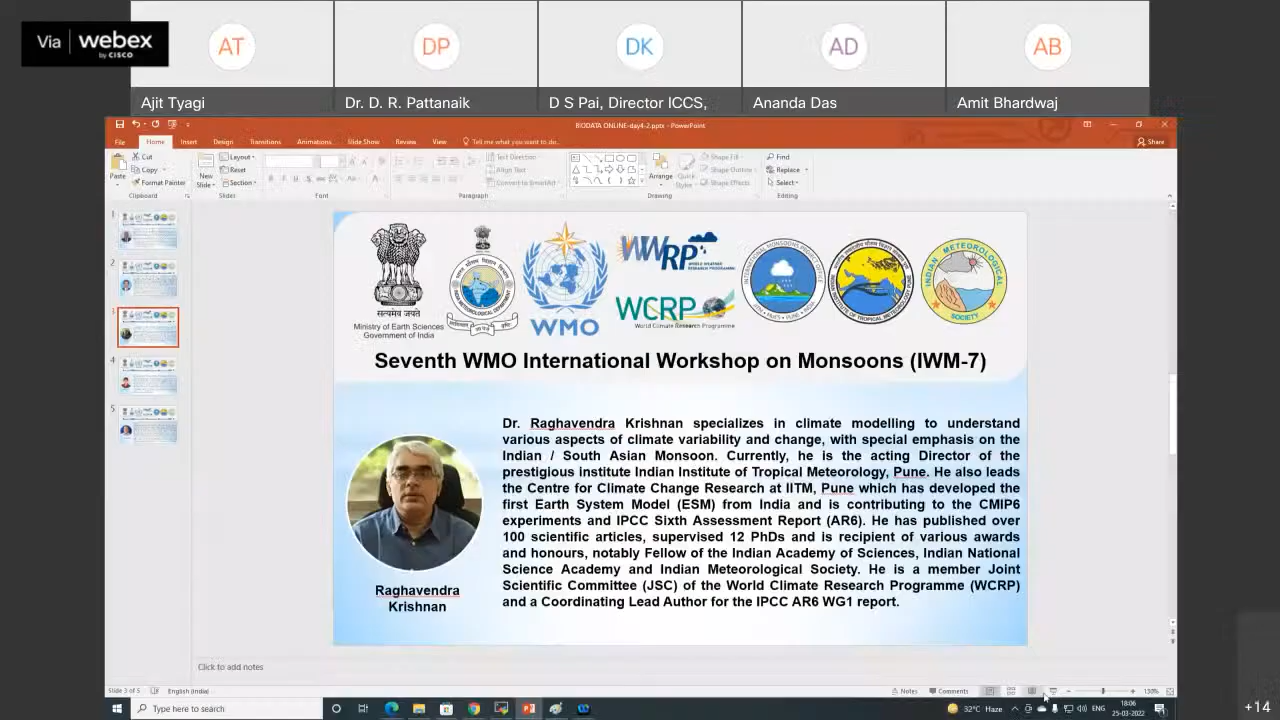 Via webex
by CISCO
AT
DP
DK
AD
AB
Ajit Tyagi
Dr. D. R. Pattanaik
D S Pai, Director ICCS,
Ananda Das
Amit Bhardwaj
BIODATA ONLINE-day4-2.pptx - PowerPoint
File Home Insert Design Transitions Animations Slide Show Review View Tell me what you want to do...
Share
Paste
Cut
Copy
Format Painter
Clipboard
New
Slide
Layout
Reset
Section
Slides
Font
Text Direction
Align Text
Convert to SmartArt
Paragraph
Arrange
Quick
Styles
Shape Fill
Shape Outline
Shape Effects
Drawing
Find
Replace
Select
Editing
1
2
3
4
5
सत्यमेव जयते
Ministry of Earth Sciences
Government of India
WMO
WWRP
WORLD WEATHER
RESEARCH PROGRAMME
WCRP
World Climate Research Programme
INDIAN METEOROLOGICAL
SOCIETY
Seventh WMO International Workshop on Monsoons (IWM-7)
Raghavendra
Krishnan
Dr. Raghavendra Krishnan specializes in climate modelling to understand
various aspects of climate variability and change, with special emphasis on the
Indian / South Asian Monsoon. Currently, he is the acting Director of the
prestigious institute Indian Institute of Tropical Meteorology, Pune. He also leads
the Centre for Climate Change Research at IITM, Pune which has developed the
first Earth System Model (ESM) from India and is contributing to the CMIP6
experiments and IPCC Sixth Assessment Report (AR6). He has published over
100 scientific articles, supervised 12 PhDs and is recipient of various awards
and honours, notably Fellow of the Indian Academy of Sciences, Indian National
Science Academy and Indian Meteorological Society. He is a member Joint
Scientific Committee (JSC) of the World Climate Research Programme (WCRP)
and a Coordinating Lead Author for the IPCC AR6 WG1 report.
Click to add notes
Slide 3 of 5 English (India)
Notes Comments 130%
Type here to search
32°C Haze
ENG
18:06
25-03-2022
+14